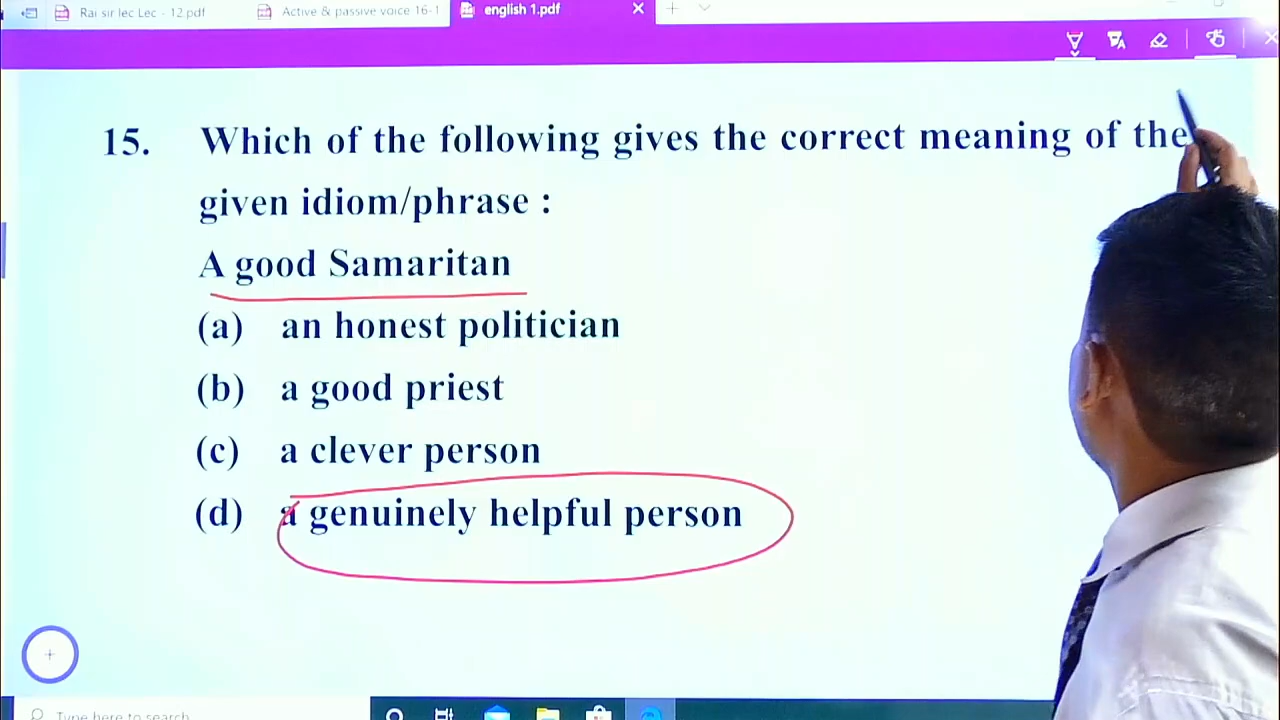 Rai sir lec Lec - 12.pdf
Active & passive voice 16-1
english 1.pdf
15. Which of the following gives the correct meaning of the
given idiom/phrase :
A good Samaritan
(a) an honest politician
(b) a good priest
(c) a clever person
(d) a genuinely helpful person
Type here to search